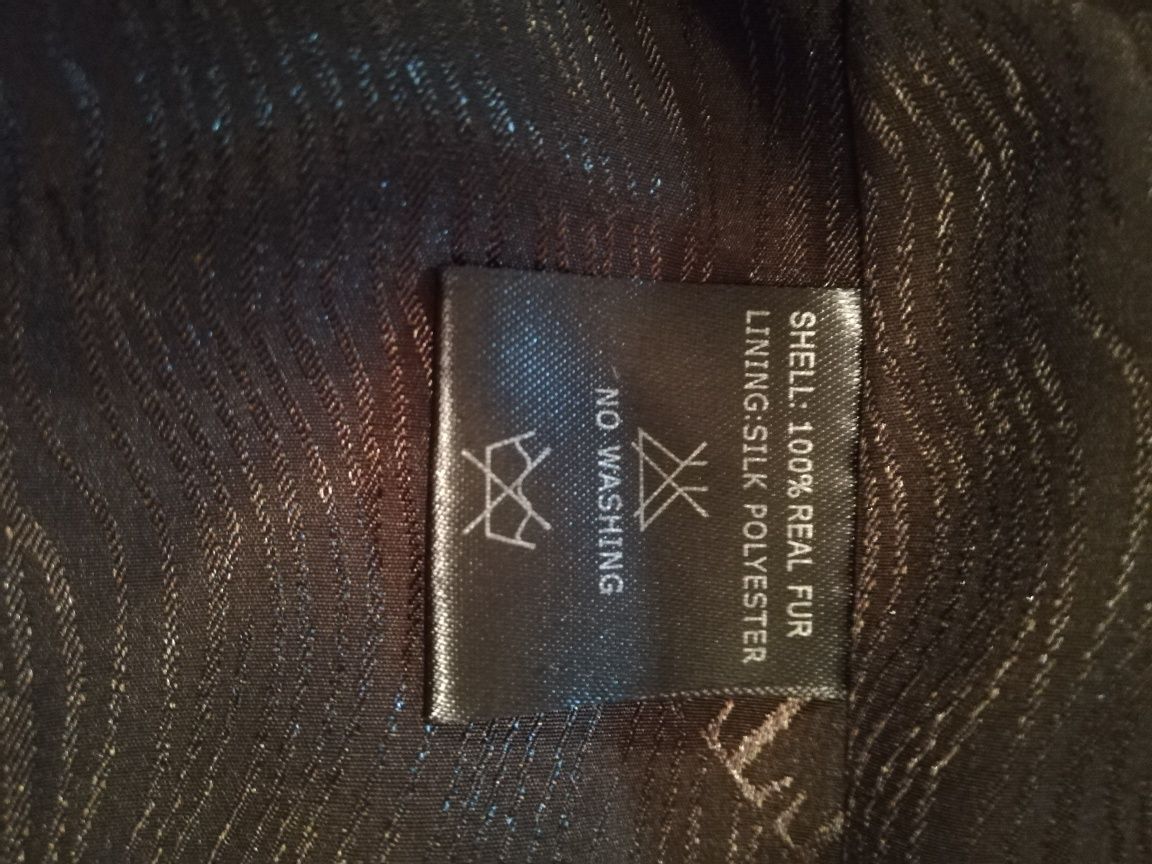 SHELL: 100% REAL FUR
LINING:SILK POLYESTER
NO WASHING